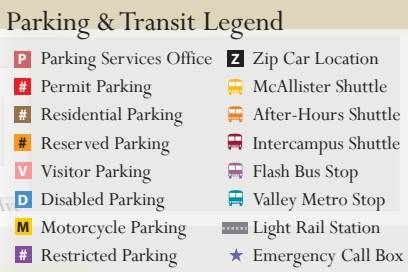 Parking & Transit Legend
P Parking Services Office
# Permit Parking
# Residential Parking
# Reserved Parking
V Visitor Parking
D Disabled Parking
M Motorcycle Parking
# Restricted Parking
Z Zip Car Location
McAllister Shuttle
After-Hours Shuttle
Intercampus Shuttle
Flash Bus Stop
Valley Metro Stop
Light Rail Station
Emergency Call Box